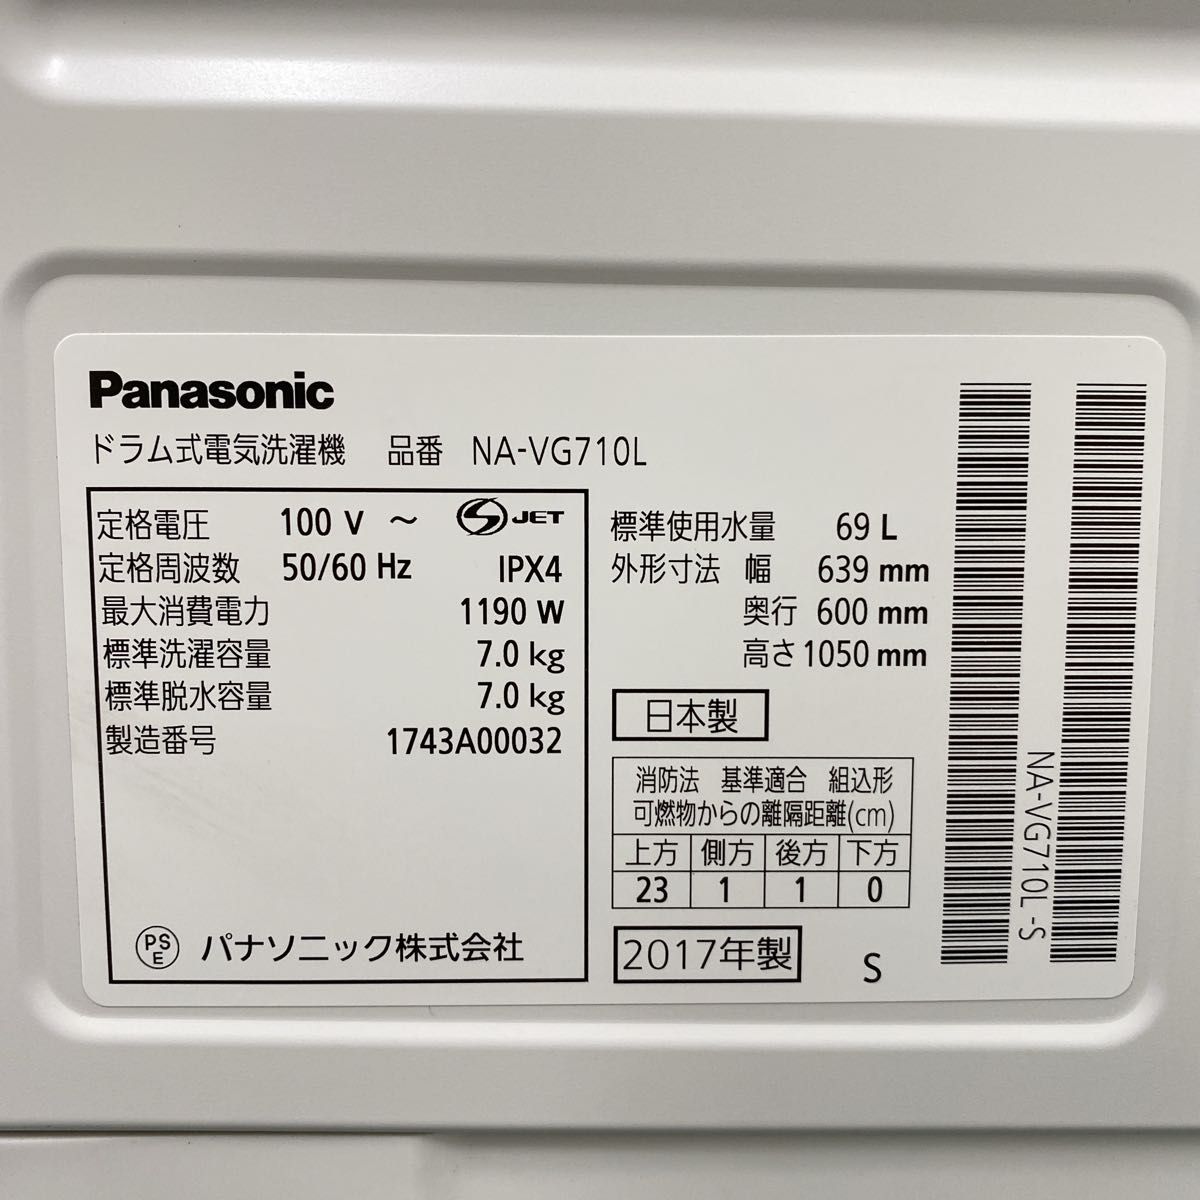 Panasonic
ドラム式電気洗濯機 品番 NA-VG710L
定格電圧 100 V ～ S JET
定格周波数 50/60 Hz IPX4
最大消費電力 1190 W
標準洗濯容量 7.0 kg
標準脱水容量 7.0 kg
製造番号 1743A00032
PS
E
パナソニック株式会社
標準使用水量 69 L
外形寸法 幅 639 mm
奥行 600 mm
高さ 1050 mm
日本製
消防法 基準適合 組込形
可燃物からの離隔距離(cm)
上方 側方 後方 下方
23 1 1 0
2017年製 S
NA-VG710L -S